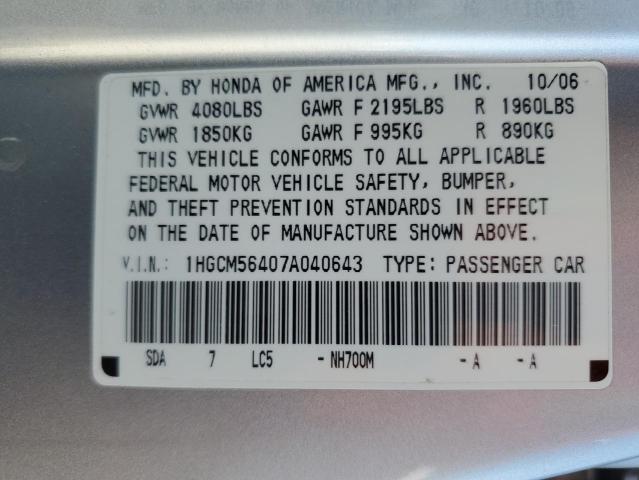 MFD. BY HONDA OF AMERICA MFG., INC. 10/06
GVWR 4080LBS GAWR F 2195LBS R 1960LBS
GVWR 1850KG GAWR F 995KG R 890KG
THIS VEHICLE CONFORMS TO ALL APPLICABLE
FEDERAL MOTOR VEHICLE SAFETY, BUMPER,
AND THEFT PREVENTION STANDARDS IN EFFECT
ON THE DATE OF MANUFACTURE SHOWN ABOVE.
V.I.N.: 1HGCM56407A040643 TYPE: PASSENGER CAR
SDA 7 LC5 -NH700M -A -A